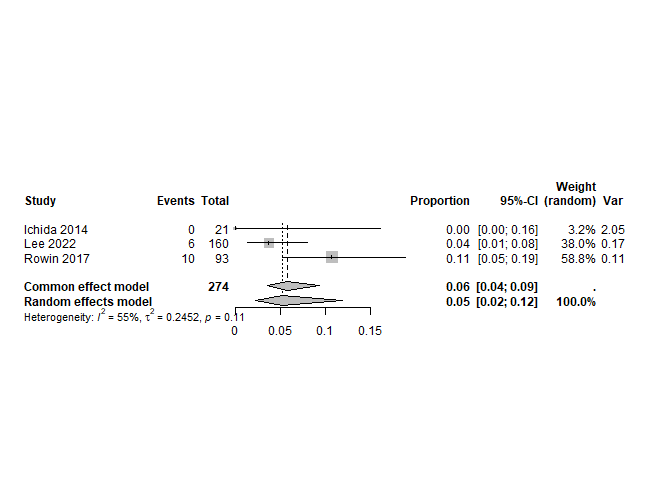 Weight
Study Events Total Proportion 95%-CI (random) Var
Ichida 2014 0 21 0.00 [0.00; 0.16] 3.2% 2.05
Lee 2022 6 160 0.04 [0.01; 0.08] 38.0% 0.17
Rowin 2017 10 93 0.11 [0.05; 0.19] 58.8% 0.11
Common effect model 274 0.06 [0.04; 0.09] .
Random effects model 0.05 [0.02; 0.12] 100.0%
Heterogeneity: I² = 55%, τ² = 0.2452, p = 0.11
0 0.05 0.1 0.15